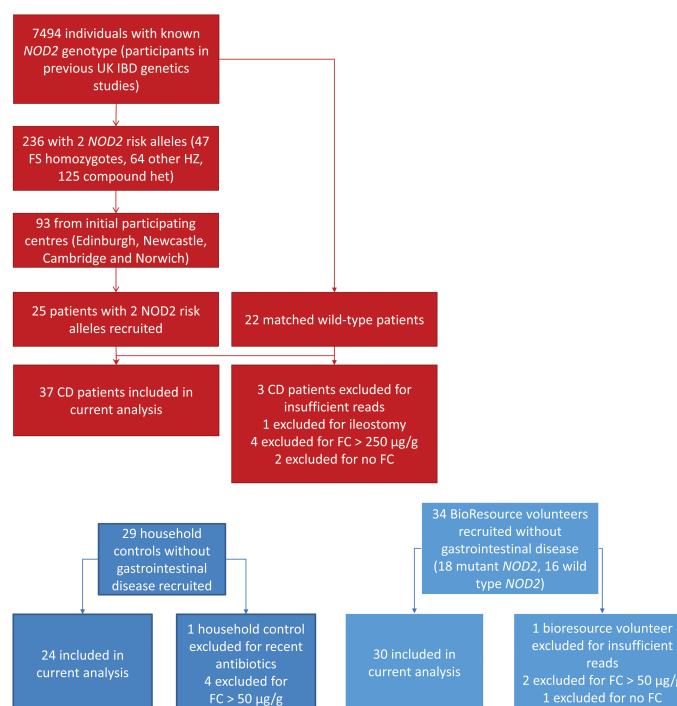 7494 individuals with known
NOD2 genotype (participants in
previous UK IBD genetics
studies)
236 with 2 NOD2 risk alleles (47
FS homozygotes, 64 other HZ,
125 compound het)
93 from initial participating
centres (Edinburgh, Newcastle,
Cambridge and Norwich)
25 patients with 2 NOD2 risk
alleles recruited
22 matched wild-type patients
37 CD patients included in
current analysis
3 CD patients excluded for
insufficient reads
1 excluded for ileostomy
4 excluded for FC > 250 µg/g
2 excluded for no FC
29 household
controls without
gastrointestinal
disease recruited
24 included in
current analysis
1 household control
excluded for recent
antibiotics
4 excluded for
FC > 50 µg/g
34 BioResource volunteers
recruited without
gastrointestinal disease
(18 mutant NOD2, 16 wild
type NOD2)
30 included in
current analysis
1 bioresource volunteer
excluded for insufficient
reads
2 excluded for FC > 50 µg/g
1 excluded for no FC